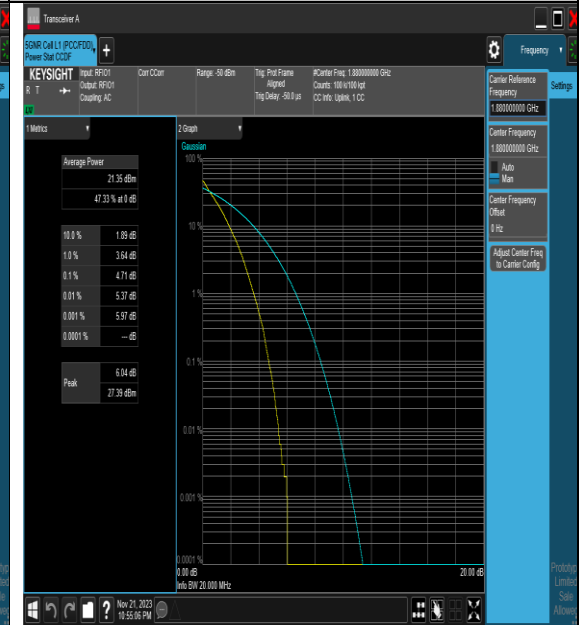 Transceiver A
5GNR Cell L1 (PCC/FDD),
Power Stat CCDF
Frequency
KEYSIGHT
R T
Input: RFIO1
Output: RFIO1
Coupling: AC
Corr CCorr
Range: -50 dBm
Trig: Prot Frame
Aligned
Trig Delay: -50.0 µs
#Center Freq: 1.880000000 GHz
Counts: 100 k/100 kpt
CC Info: Uplink, 1 CC
Carrier Reference
Frequency
1.880000000 GHz
Settings
Center Frequency
1.880000000 GHz
Auto
Man
Center Frequency
Offset
0 Hz
Adjust Center Freq
to Carrier Config
1 Metrics
Average Power
21.35 dBm
47.33 % at 0 dB
10.0 % 1.89 dB
1.0 % 3.64 dB
0.1 % 4.71 dB
0.01 % 5.37 dB
0.001 % 5.97 dB
0.0001 % --- dB
Peak
6.04 dB
27.39 dBm
2 Graph
Gaussian
100 %
10 %
1 %
0.1 %
0.01 %
0.001 %
0.0001 %
0.00 dB
20.00 dB
Info BW 20.000 MHz
Nov 21, 2023
10:55:06 PM
Prototyp
Limited
Sale
Allowed